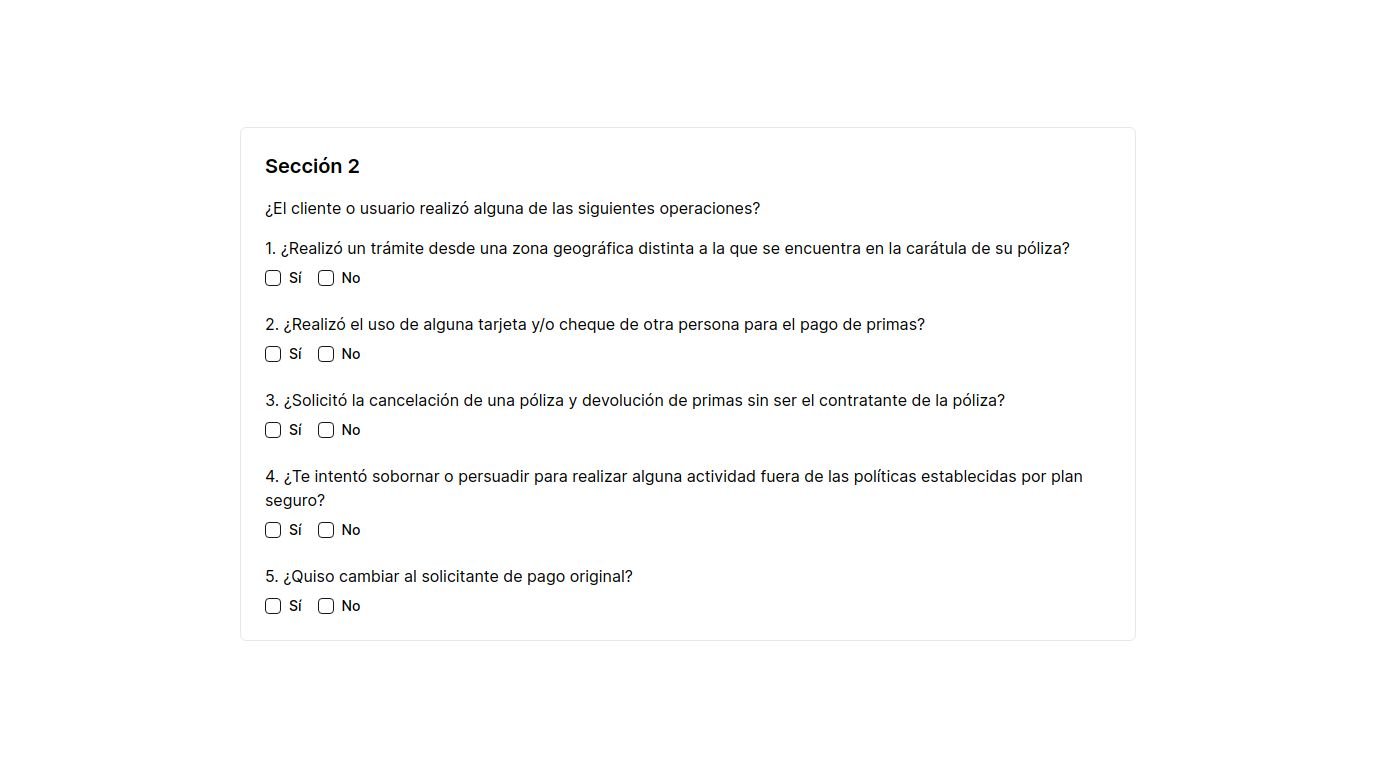 Sección 2
¿El cliente o usuario realizó alguna de las siguientes operaciones?
1. ¿Realizó un trámite desde una zona geográfica distinta a la que se encuentra en la carátula de su póliza?
Sí No
2. ¿Realizó el uso de alguna tarjeta y/o cheque de otra persona para el pago de primas?
Sí No
3. ¿Solicitó la cancelación de una póliza y devolución de primas sin ser el contratante de la póliza?
Sí No
4. ¿Te intentó sobornar o persuadir para realizar alguna actividad fuera de las políticas establecidas por plan
seguro?
Sí No
5. ¿Quiso cambiar al solicitante de pago original?
Sí No